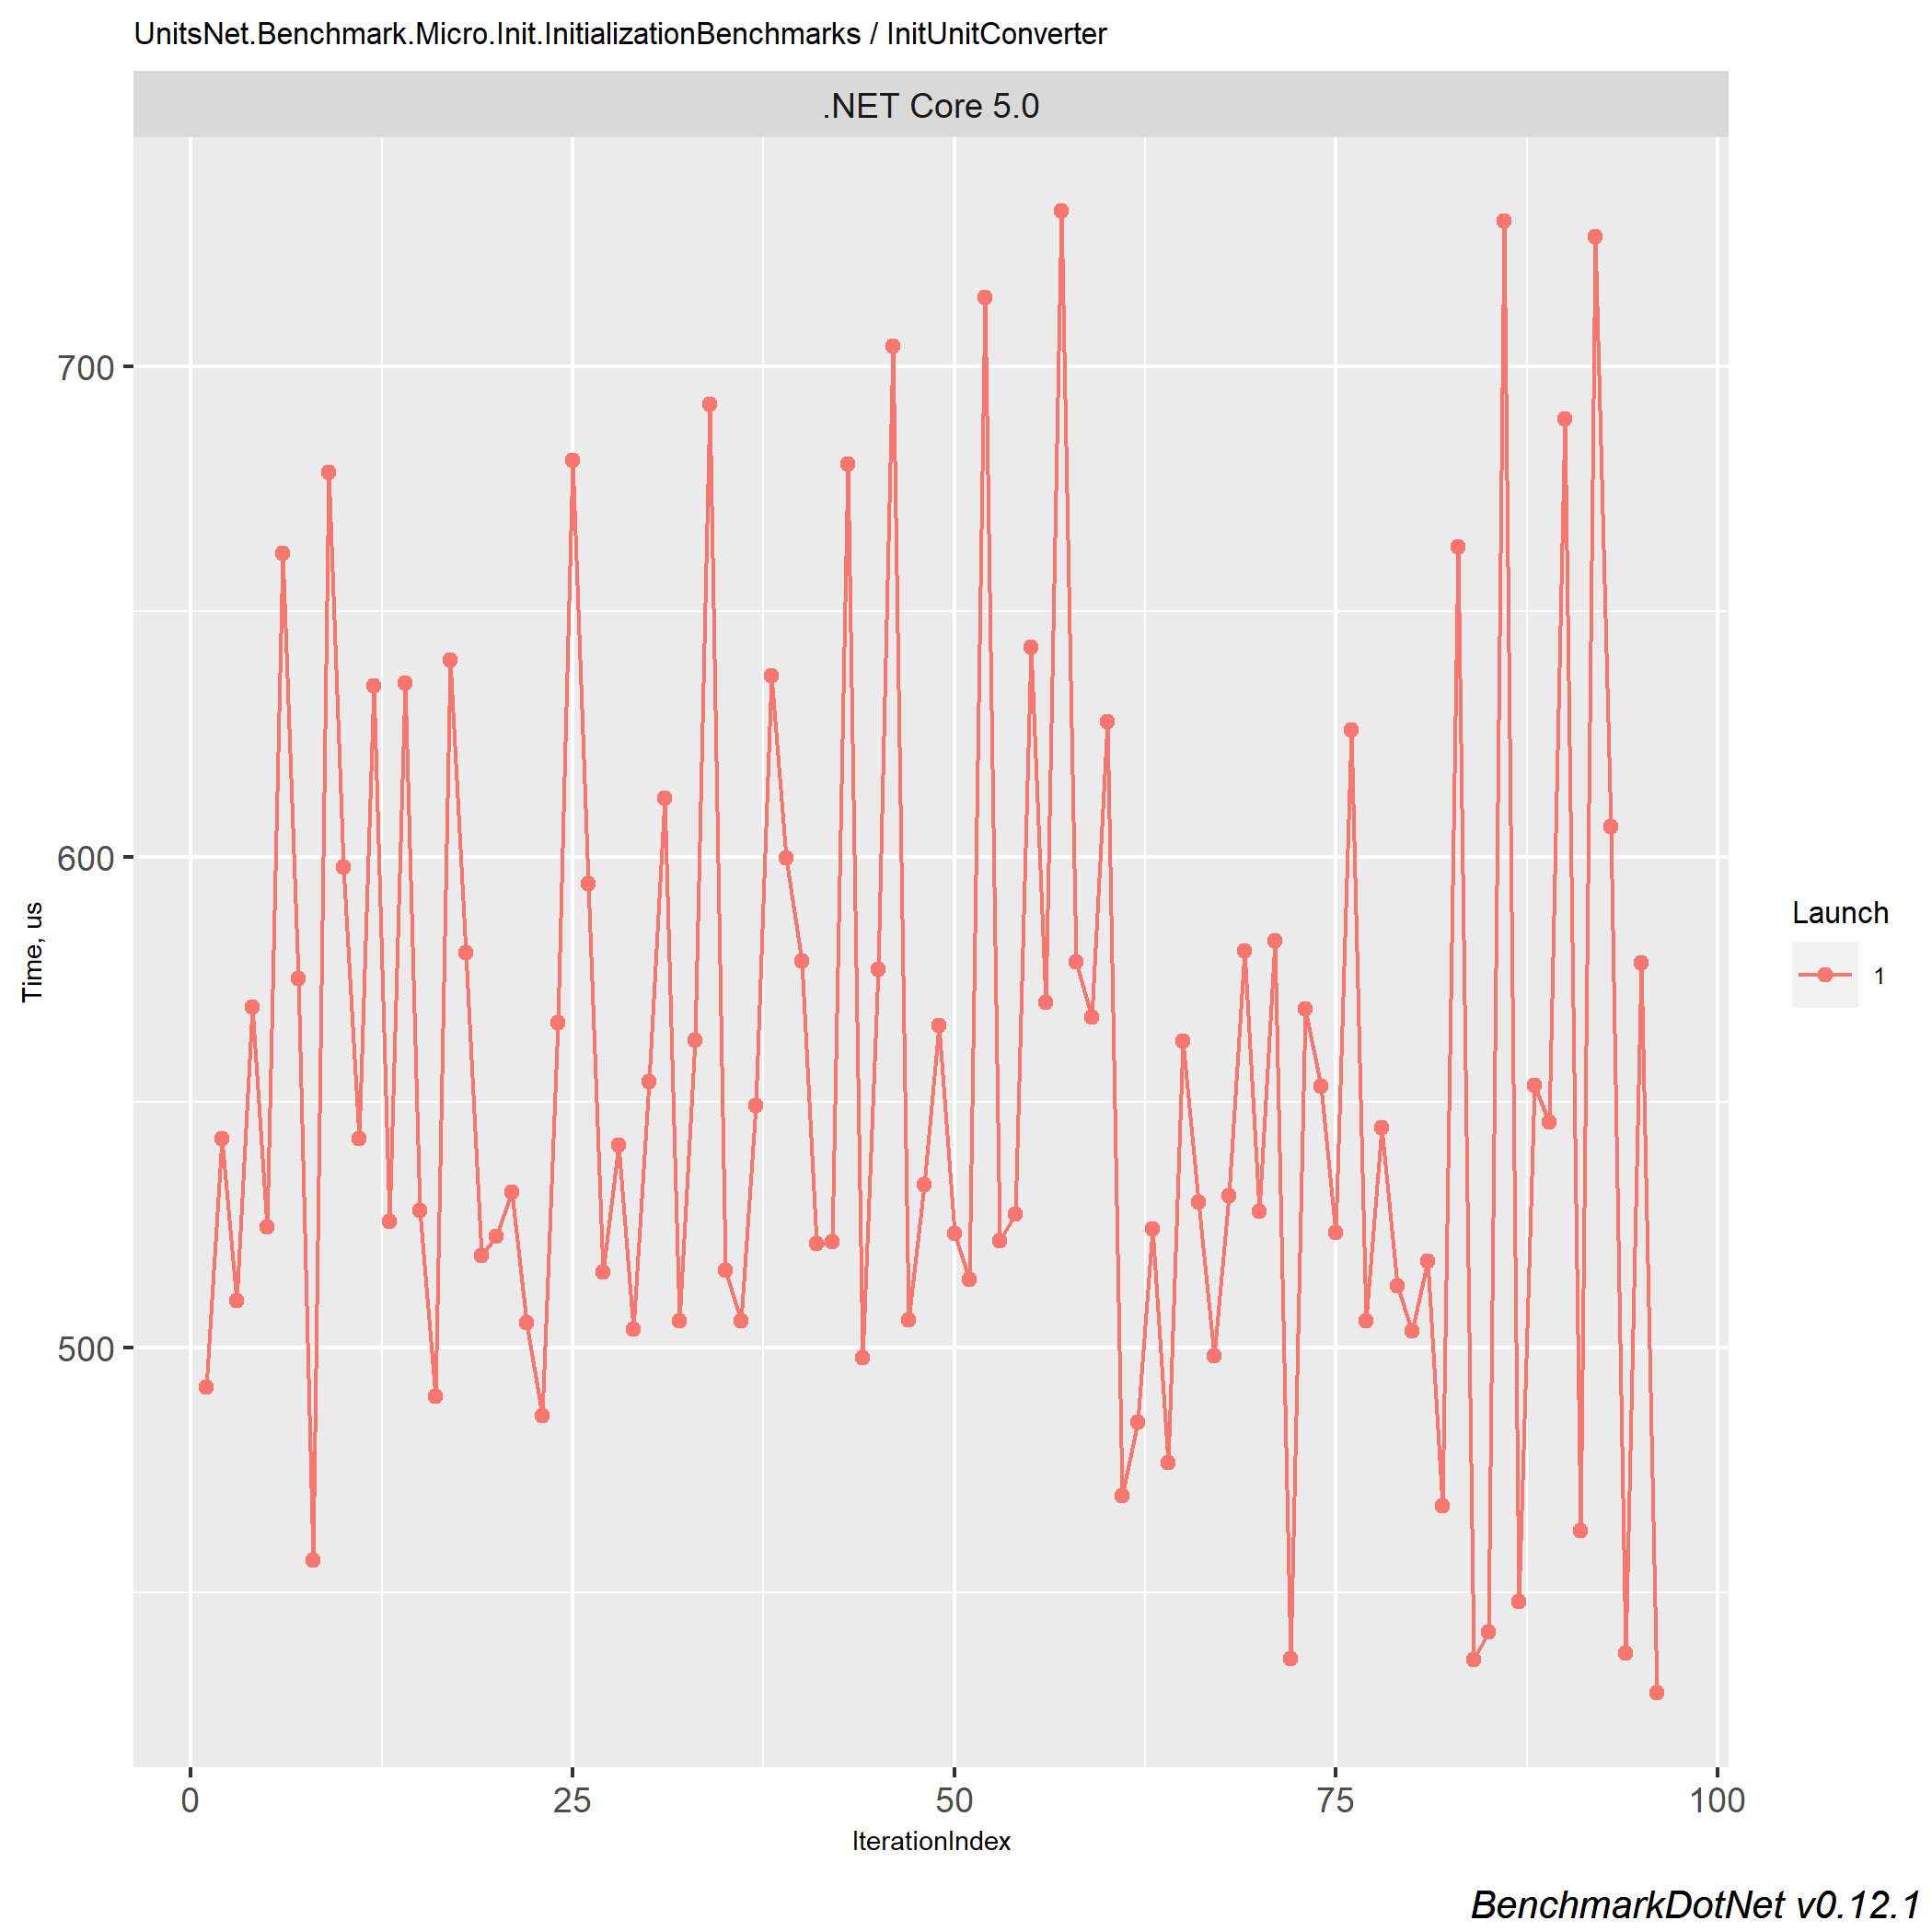 UnitsNet.Benchmark.Micro.Init.InitializationBenchmarks / InitUnitConverter
.NET Core 5.0
700
600
500
Time, us
0 25 50 75 100
IterationIndex
Launch
1
BenchmarkDotNet v0.12.1